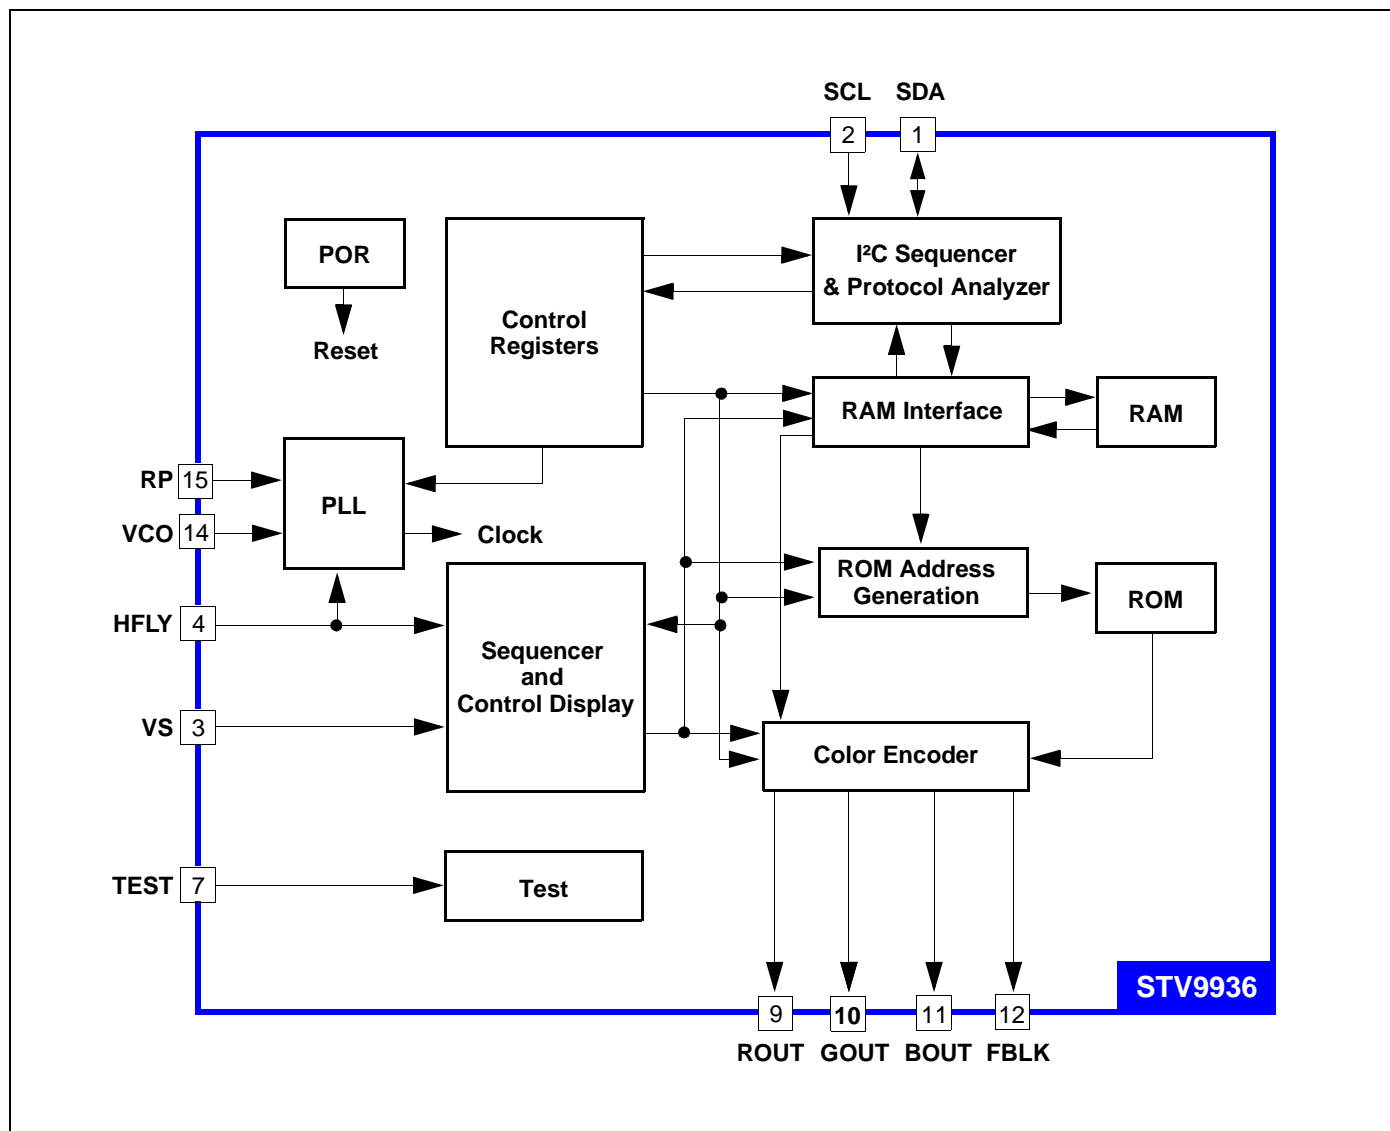 SCL SDA
2 1
POR
Reset
Control
Registers
I²C Sequencer
& Protocol Analyzer
RAM Interface
RAM
RP 15
VCO 14
PLL
Clock
HFLY 4
VS 3
Sequencer
and
Control Display
ROM Address
Generation
ROM
Color Encoder
TEST 7
Test
STV9936
9 10 11 12
ROUT GOUT BOUT FBLK